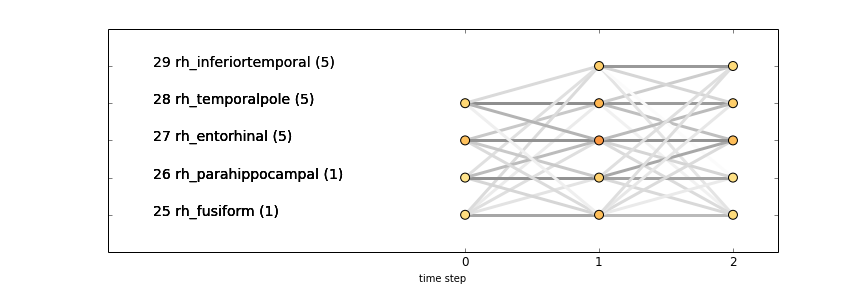 29 rh_inferiortemporal (5)
28 rh_temporalpole (5)
27 rh_entorhinal (5)
26 rh_parahippocampal (1)
25 rh_fusiform (1)
0 1 2
time step